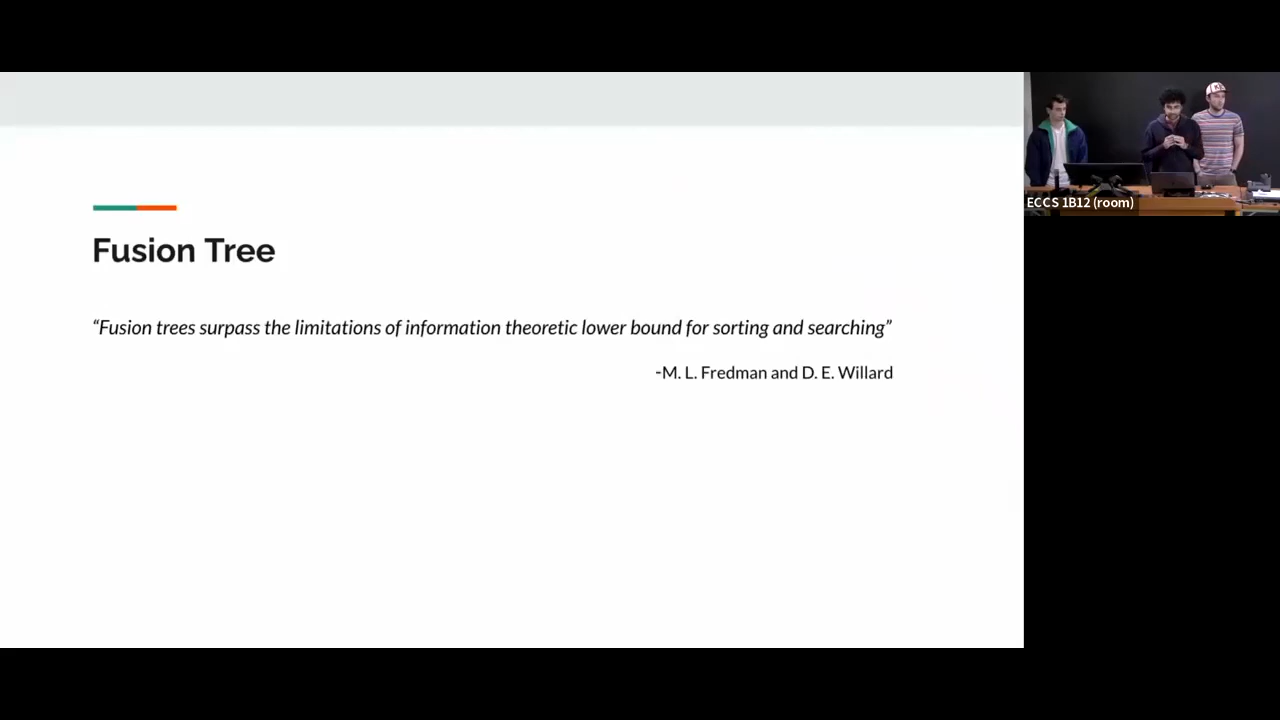 Fusion Tree
“Fusion trees surpass the limitations of information theoretic lower bound for sorting and searching”
-M. L. Fredman and D. E. Willard
ECCS 1B12 (room)